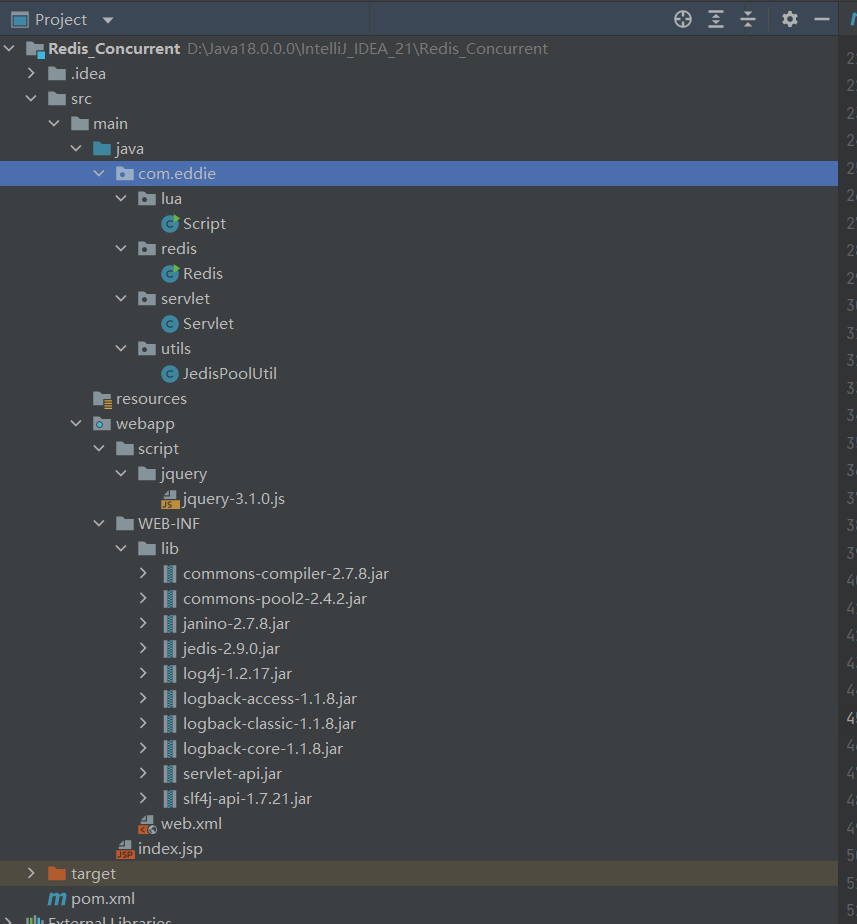 Project
Redis_Concurrent D:\Java18.0.0.0\IntelliJ_IDEA_21\Redis_Concurrent
.idea
src
main
java
com.eddie
lua
Script
redis
Redis
servlet
Servlet
utils
JedisPoolUtil
resources
webapp
script
jquery
jquery-3.1.0.js
WEB-INF
lib
commons-compiler-2.7.8.jar
commons-pool2-2.4.2.jar
janino-2.7.8.jar
jedis-2.9.0.jar
log4j-1.2.17.jar
logback-access-1.1.8.jar
logback-classic-1.1.8.jar
logback-core-1.1.8.jar
servlet-api.jar
slf4j-api-1.7.21.jar
web.xml
index.jsp
target
pom.xml
External Libraries